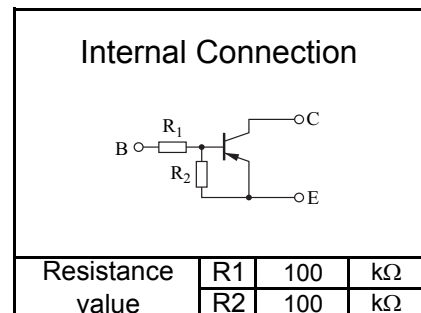 Internal Connection
C
R1
B
R2
E
Resistance value R1 100 kΩ
R2 100 kΩ